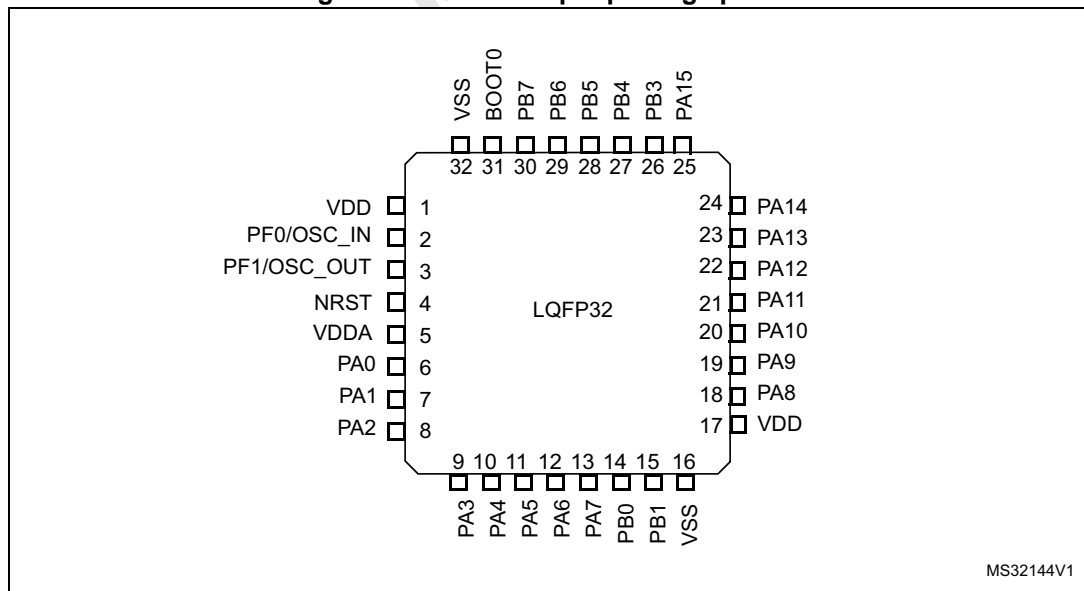 VSS
BOOT0
PB7
PB6
PB5
PB4
PB3
PA15
32 31 30 29 28 27 26 25
VDD 1
PF0/OSC_IN 2
PF1/OSC_OUT 3
NRST 4
VDDA 5
PA0 6
PA1 7
PA2 8
LQFP32
24 PA14
23 PA13
22 PA12
21 PA11
20 PA10
19 PA9
18 PA8
17 VDD
9 10 11 12 13 14 15 16
PA3
PA4
PA5
PA6
PA7
PB0
PB1
VSS
MS32144V1